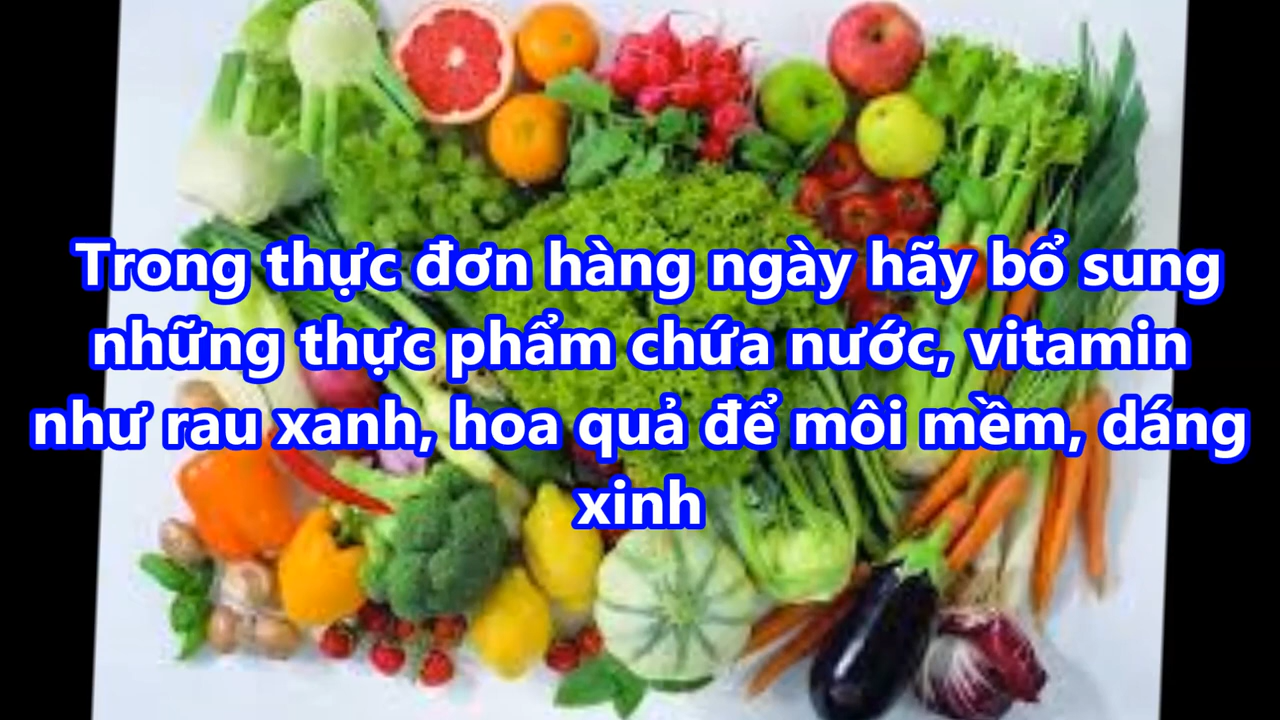 Trong thực đơn hàng ngày hãy bổ sung
những thực phẩm chứa nước, vitamin
như rau xanh, hoa quả để môi mềm, dáng
xinh